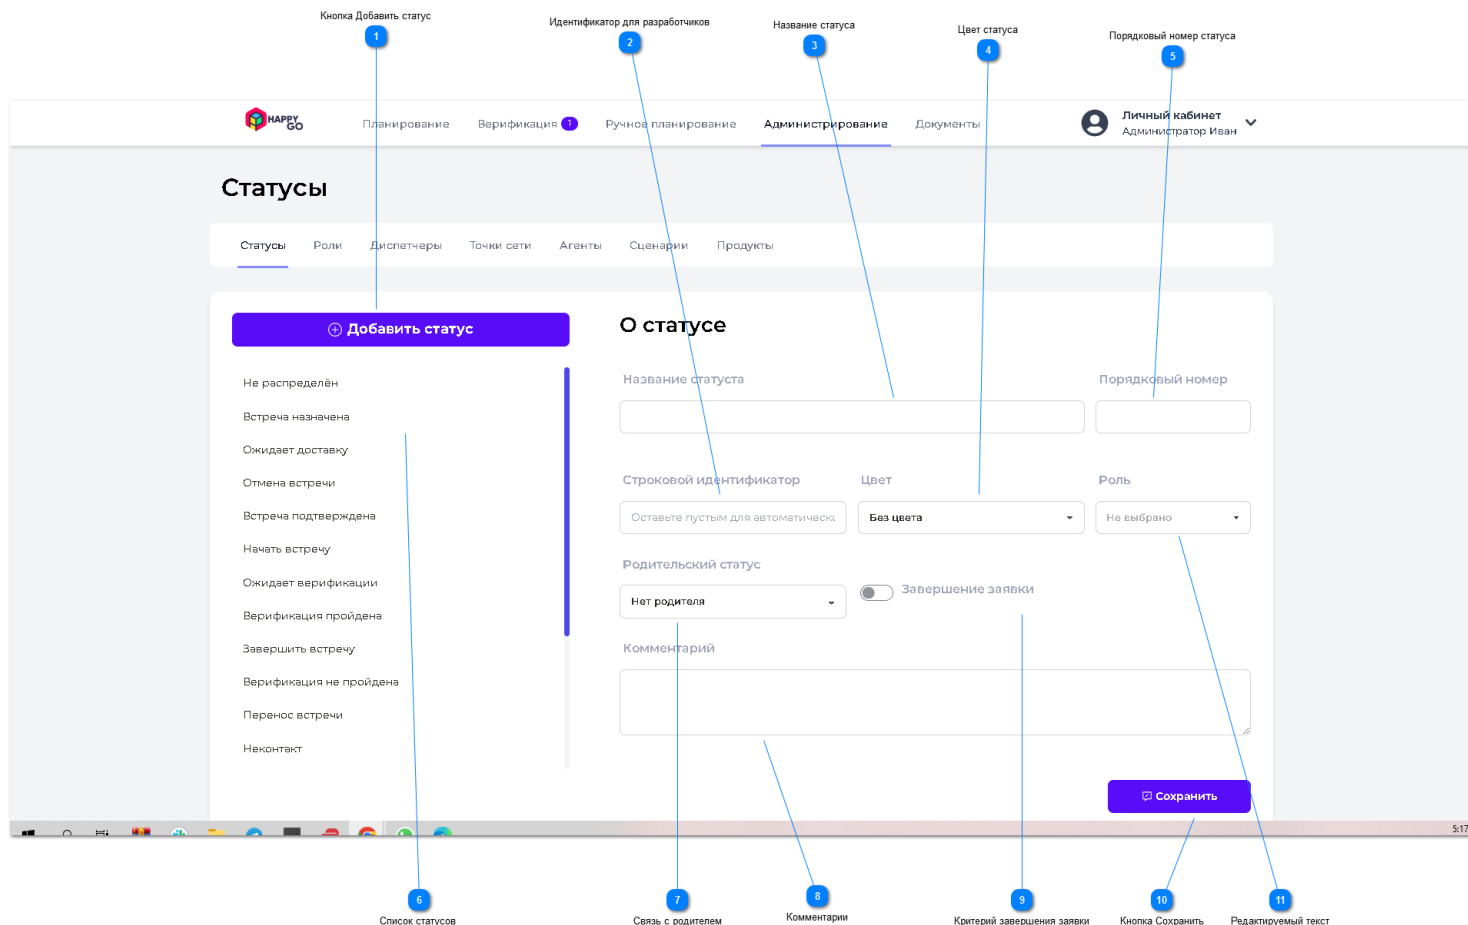 Кнопка Добавить статус
1
Идентификатор для разработчиков
2
Название статуса
3
Цвет статуса
4
Порядковый номер статуса
5
HAPPY GO
Планирование
Верификация 1
Ручное планирование
Администрирование
Документы
Личный кабинет
Администратор Иван
Статусы
Статусы
Роли
Диспетчеры
Точки сети
Агенты
Сценарии
Продукты
Добавить статус
Не распределён
Встреча назначена
Ожидает доставку
Отмена встречи
Встреча подтверждена
Начать встречу
Ожидает верификации
Верификация пройдена
Завершить встречу
Верификация не пройдена
Перенос встречи
Неконтакт
О статусе
Название статуста
Порядковый номер
Строковой идентификатор
Цвет
Роль
Оставьте пустым для автоматическо
Без цвета
Не выбрано
Родительский статус
Завершение заявки
Нет родителя
Комментарий
Сохранить
5:17
6
Список статусов
7
Связь с родителем
8
Комментарии
9
Критерий завершения заявки
10
Кнопка Сохранить
11
Редактируемый текст